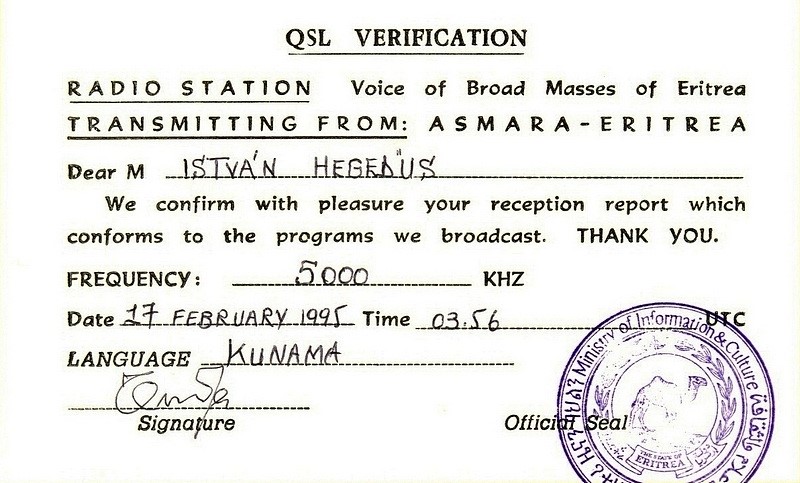 QSL VERIFICATION
RADIO STATION Voice of Broad Masses of Eritrea
TRANSMITTING FROM: ASMARA-ERITREA
Dear M ISTVÁN HEGEDŰS
We confirm with pleasure your reception report which
conforms to the programs we broadcast. THANK YOU.
FREQUENCY: 5000 KHZ
Date 17 FEBRUARY 1995 Time 03.56 UTC
LANGUAGE KUNAMA
Signature Official Seal
Ministry of Information & Culture
THE STATE OF
ERITREA